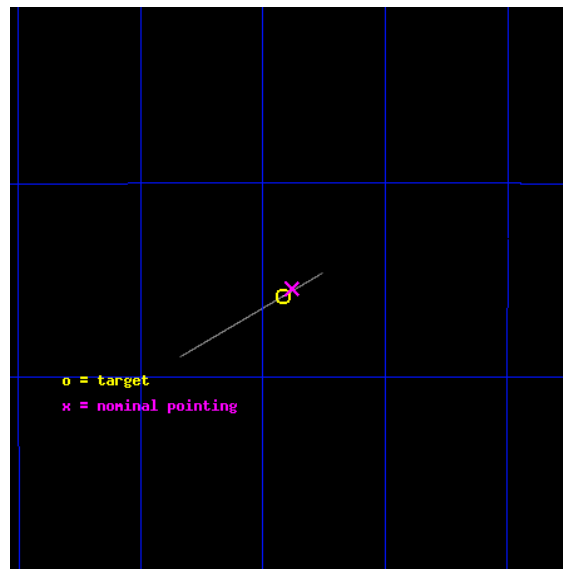 o = target
x = nominal pointing